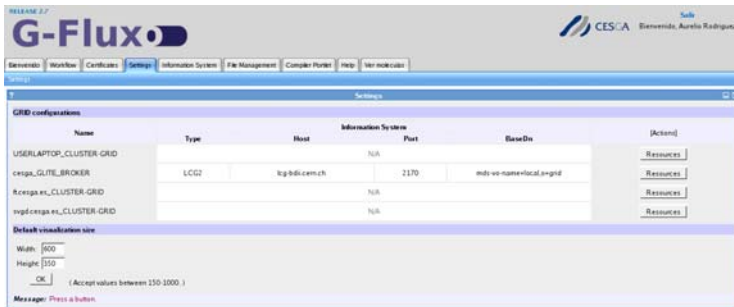 RELEASE 2.7
G-Flux
CESGA
Salir
Bienvenido, Aurelio Rodriguez
Bienvenido Workflow Certificates Settings Information System File Management Compiler Portlet Help Ver molecular
Settings
? Settings
GRID configurations
Name Information System [Actions]
Type Host Port BaseDn
USERLAPTOP_CLUSTER-GRID N/A Resources
cesga_GLITE_BROKER LCG2 lcg-bdii.cern.ch 2170 mds-vo-name=local,o=grid Resources
ft.cesga.es_CLUSTER-GRID N/A Resources
svgd.cesga.es_CLUSTER-GRID N/A Resources
Default visualization size
Width: 600
Height: 350
OK (Accept values between 150-1000.)
Message: Press a button.